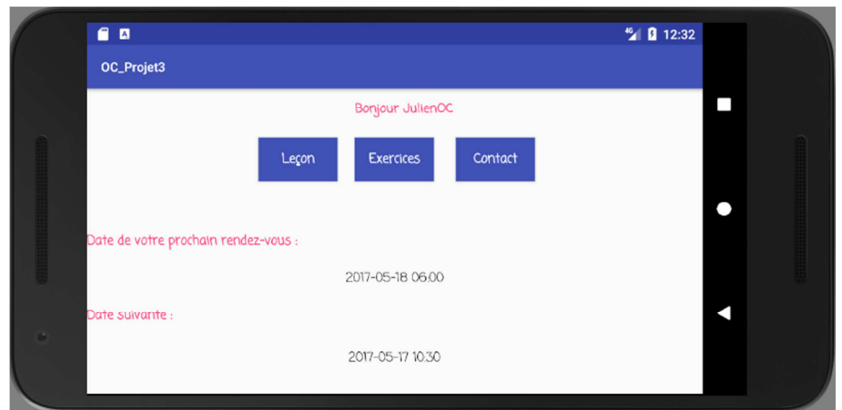 4G 12:32
OC_Projet3
Bonjour JulienOC
Leçon Exercices Contact
Date de votre prochain rendez-vous :
2017-05-18 06:00
Date suivante :
2017-05-17 10:30